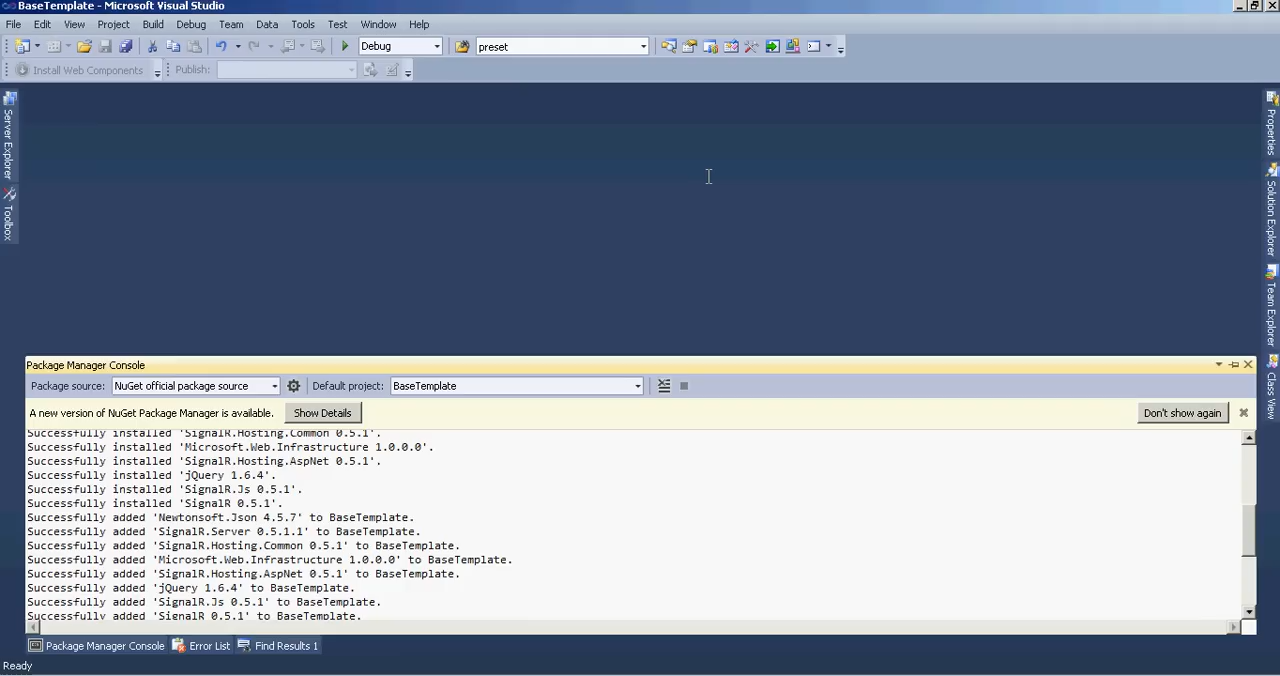 BaseTemplate - Microsoft Visual Studio
File Edit View Project Build Debug Team Data Tools Test Window Help
Debug preset
Install Web Components Publish:
Server Explorer
Toolbox
Properties
Solution Explorer
Team Explorer
Class View
Package Manager Console
Package source: NuGet official package source Default project: BaseTemplate
A new version of NuGet Package Manager is available. Show Details Don't show again
Successfully installed 'SignalR.Hosting.Common 0.5.1'.
Successfully installed 'Microsoft.Web.Infrastructure 1.0.0.0'.
Successfully installed 'SignalR.Hosting.AspNet 0.5.1'.
Successfully installed 'jQuery 1.6.4'.
Successfully installed 'SignalR.Js 0.5.1'.
Successfully installed 'SignalR 0.5.1'.
Successfully added 'Newtonsoft.Json 4.5.7' to BaseTemplate.
Successfully added 'SignalR.Server 0.5.1.1' to BaseTemplate.
Successfully added 'SignalR.Hosting.Common 0.5.1' to BaseTemplate.
Successfully added 'Microsoft.Web.Infrastructure 1.0.0.0' to BaseTemplate.
Successfully added 'SignalR.Hosting.AspNet 0.5.1' to BaseTemplate.
Successfully added 'jQuery 1.6.4' to BaseTemplate.
Successfully added 'SignalR.Js 0.5.1' to BaseTemplate.
Successfully added 'SignalR 0.5.1' to BaseTemplate.
Package Manager Console Error List Find Results 1
Ready